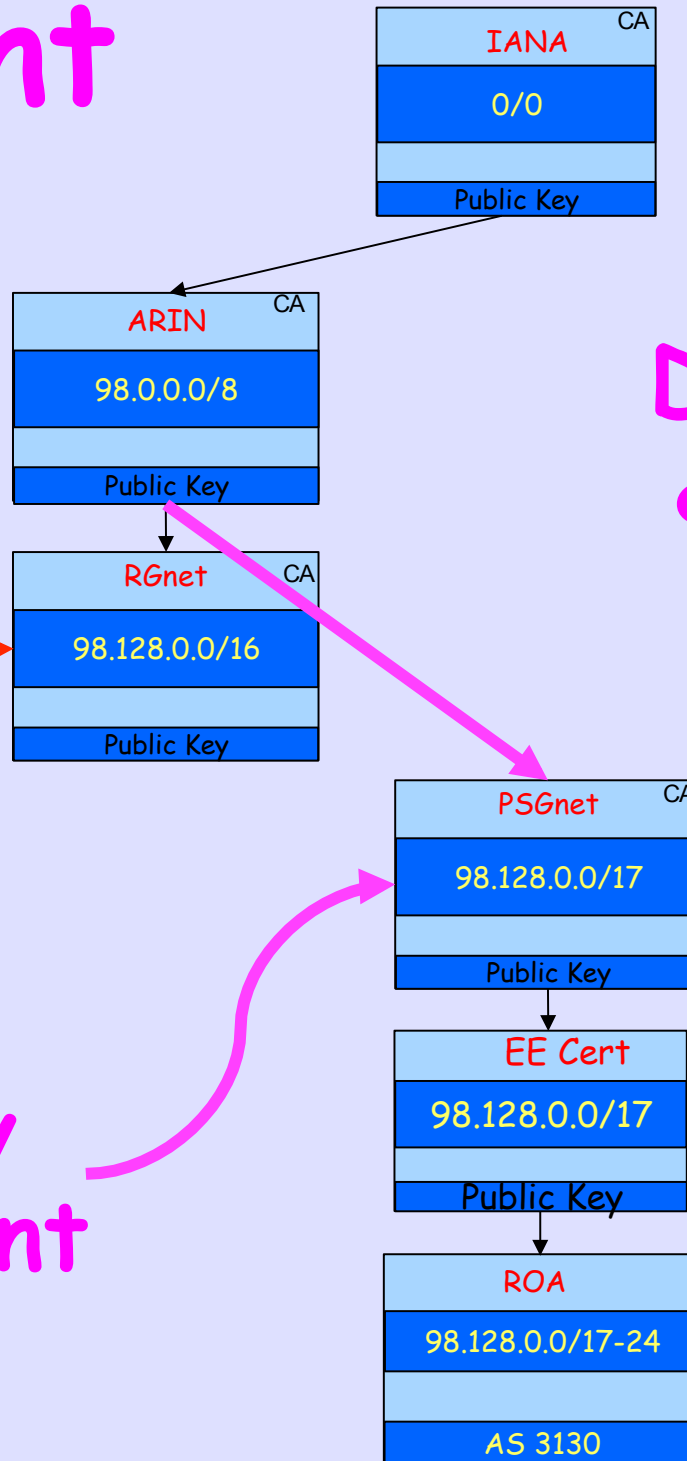 nt
CA
IANA
0/0
Public Key
CA
ARIN
98.0.0.0/8
Public Key
CA
RGnet
98.128.0.0/16
Public Key
CA
PSGnet
98.128.0.0/17
Public Key
EE Cert
98.128.0.0/17
Public Key
nt
ROA
98.128.0.0/17-24
AS 3130